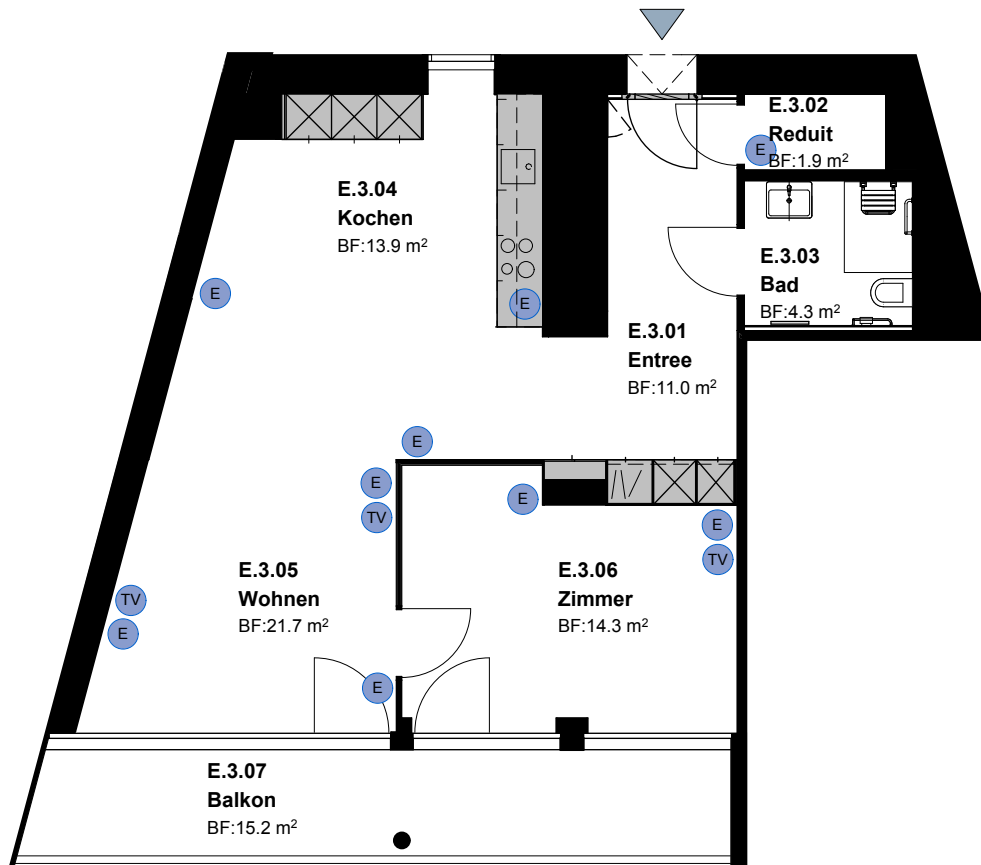 E.3.02
Reduit
BF:1.9 m²
E
E.3.04
Kochen
BF:13.9 m²
E.3.03
Bad
BF:4.3 m²
E
E
E.3.01
Entree
BF:11.0 m²
E
E
TV
E
E
TV
E.3.05
Wohnen
BF:21.7 m²
E.3.06
Zimmer
BF:14.3 m²
TV
E
E
E.3.07
Balkon
BF:15.2 m²